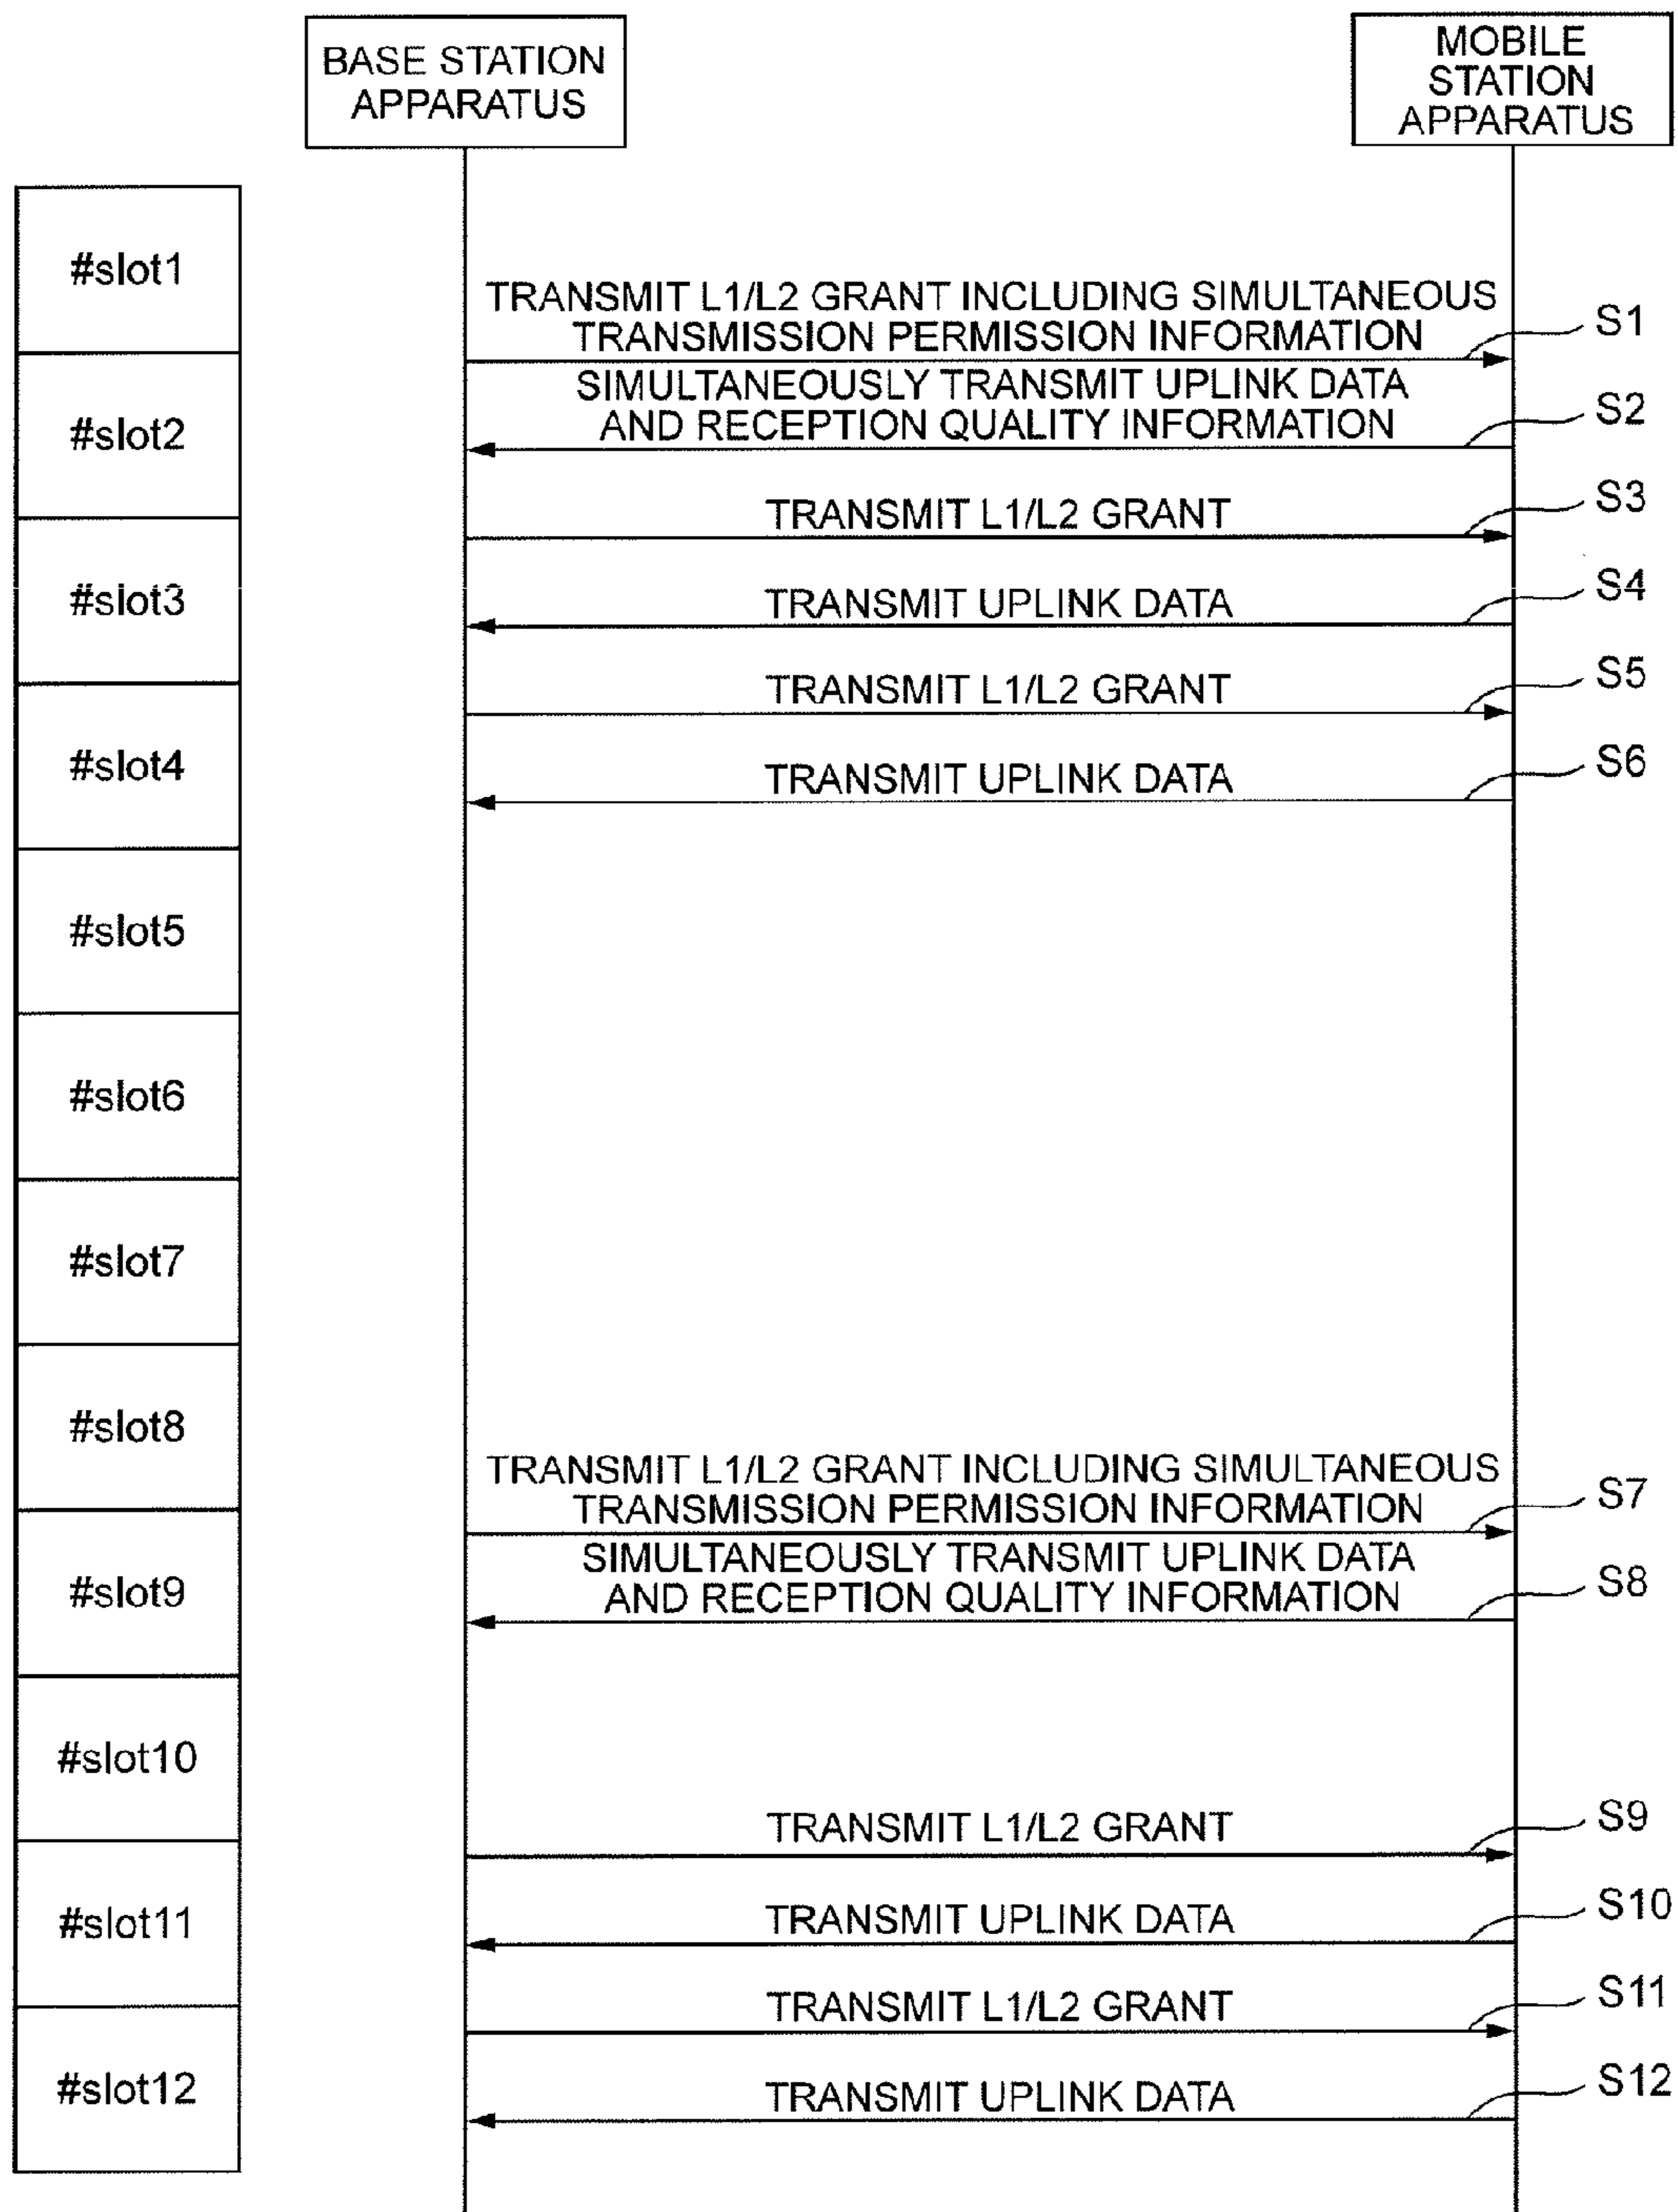 BASE STATION
APPARATUS
MOBILE
STATION
APPARATUS
#slot1
TRANSMIT L1/L2 GRANT INCLUDING SIMULTANEOUS
TRANSMISSION PERMISSION INFORMATION
S1
#slot2
SIMULTANEOUSLY TRANSMIT UPLINK DATA
AND RECEPTION QUALITY INFORMATION
S2
TRANSMIT L1/L2 GRANT
S3
#slot3
TRANSMIT UPLINK DATA
S4
TRANSMIT L1/L2 GRANT
S5
#slot4
TRANSMIT UPLINK DATA
S6
#slot5
#slot6
#slot7
#slot8
TRANSMIT L1/L2 GRANT INCLUDING SIMULTANEOUS
TRANSMISSION PERMISSION INFORMATION
S7
#slot9
SIMULTANEOUSLY TRANSMIT UPLINK DATA
AND RECEPTION QUALITY INFORMATION
S8
#slot10
TRANSMIT L1/L2 GRANT
S9
#slot11
TRANSMIT UPLINK DATA
S10
TRANSMIT L1/L2 GRANT
S11
#slot12
TRANSMIT UPLINK DATA
S12